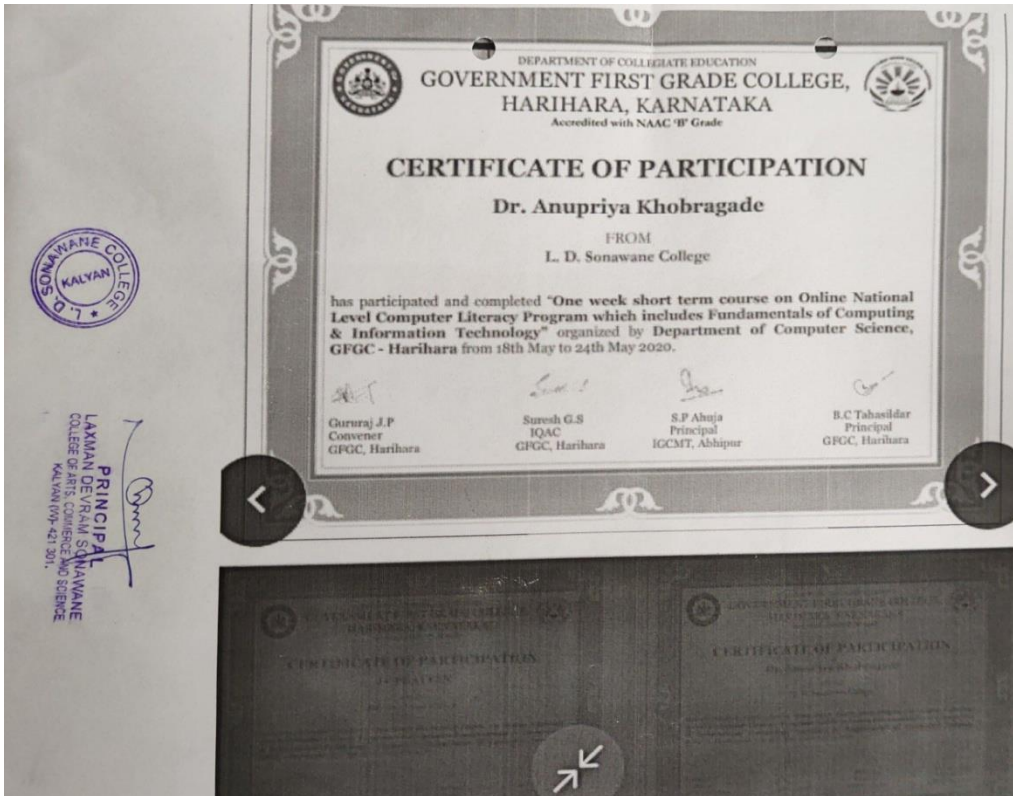 DEPARTMENT OF COLLEGIATE EDUCATION
GOVERNMENT FIRST GRADE COLLEGE,
HARIHARA, KARNATAKA
Accredited with NAAC 'B' Grade
CERTIFICATE OF PARTICIPATION
Dr. Anupriya Khobragade
FROM
L. D. Sonawane College
has participated and completed "One week short term course on Online National
Level Computer Literacy Program which includes Fundamentals of Computing
& Information Technology" organized by Department of Computer Science,
GFGC - Harihara from 18th May to 24th May 2020.
Gururaj J.P
Convener
GFGC, Harihara
Suresh G.S
IQAC
GFGC, Harihara
S.P Ahuja
Principal
IGCMT, Abhipur
B.C Tahasildar
Principal
GFGC, Harihara
L. D. SONAWANE COLLEGE
KALYAN
PRINCIPAL
LAXMAN DEVRAM SONAWANE
COLLEGE OF ARTS, COMMERCE AND SCIENCE
KALYAN (W)- 421 301.
CERTIFICATE OF PARTICIPATION
CERTIFICATE OF PARTICIPATION